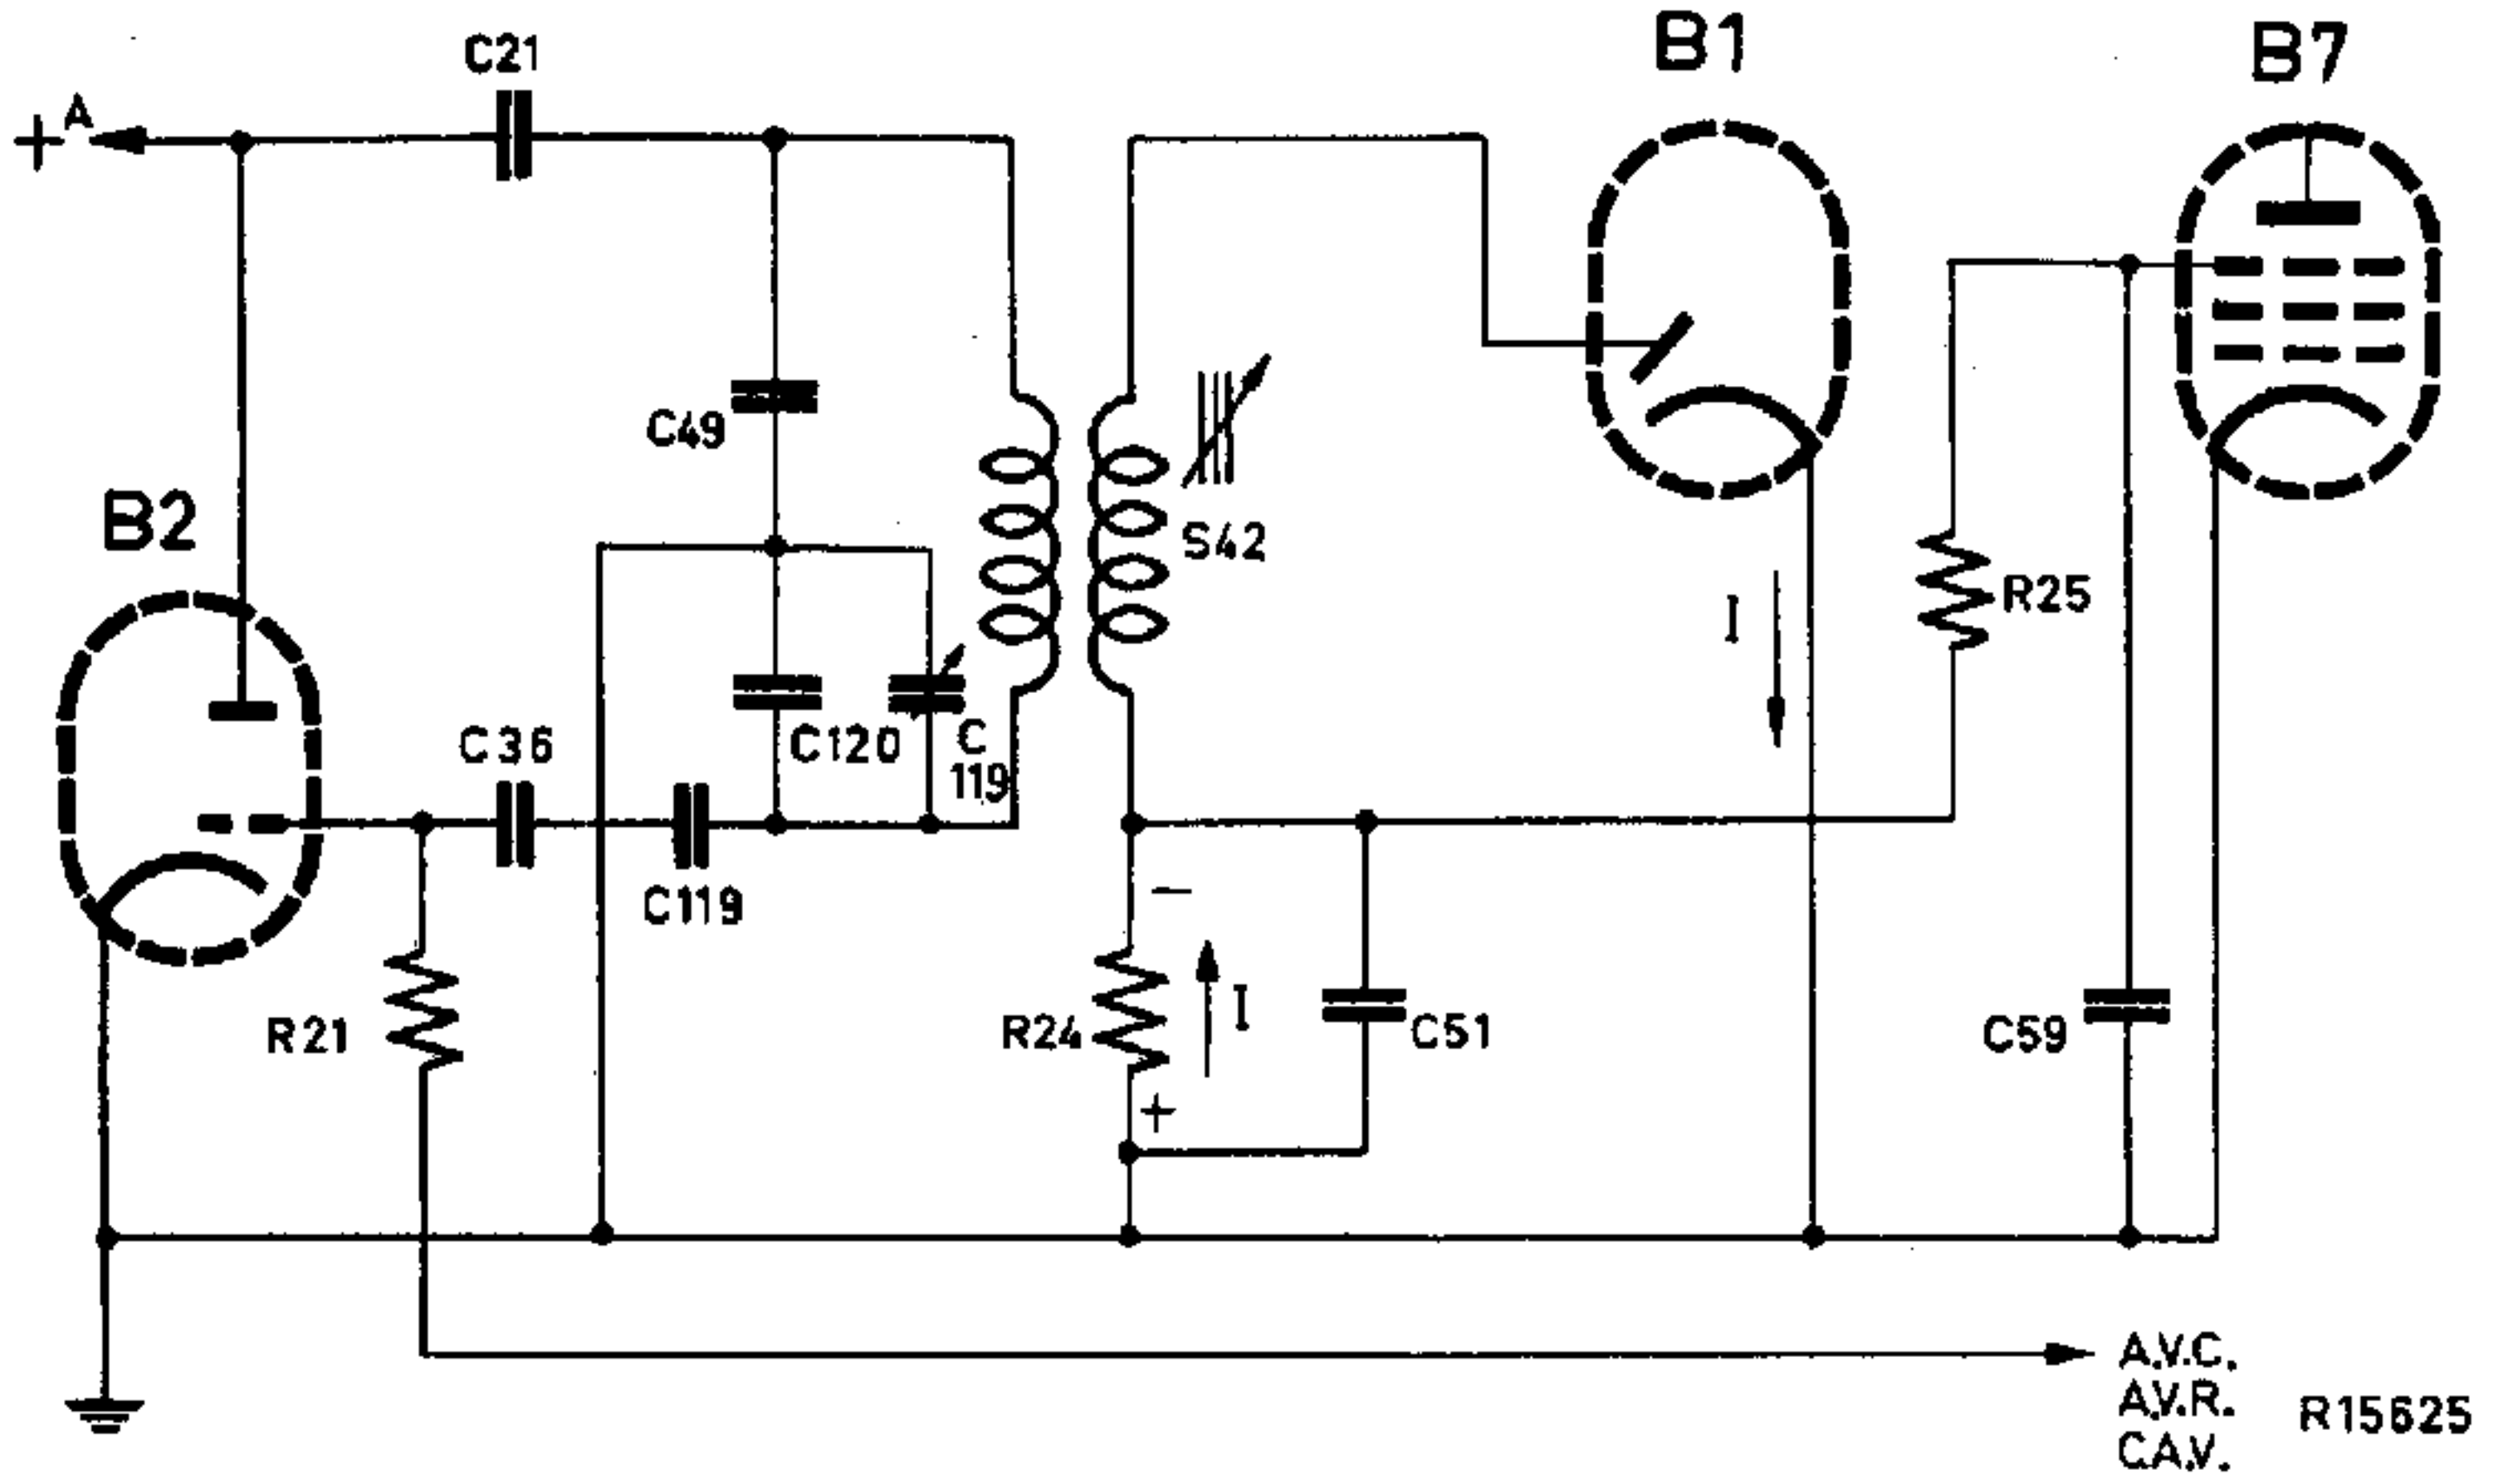 B1
B7
C21
+A
C49
B2
S42
I
R25
C36
C120
C
119
C119
−
R21
R24
I
C51
C59
+
A.V.C.
A.V.R.
C.A.V.
R15625